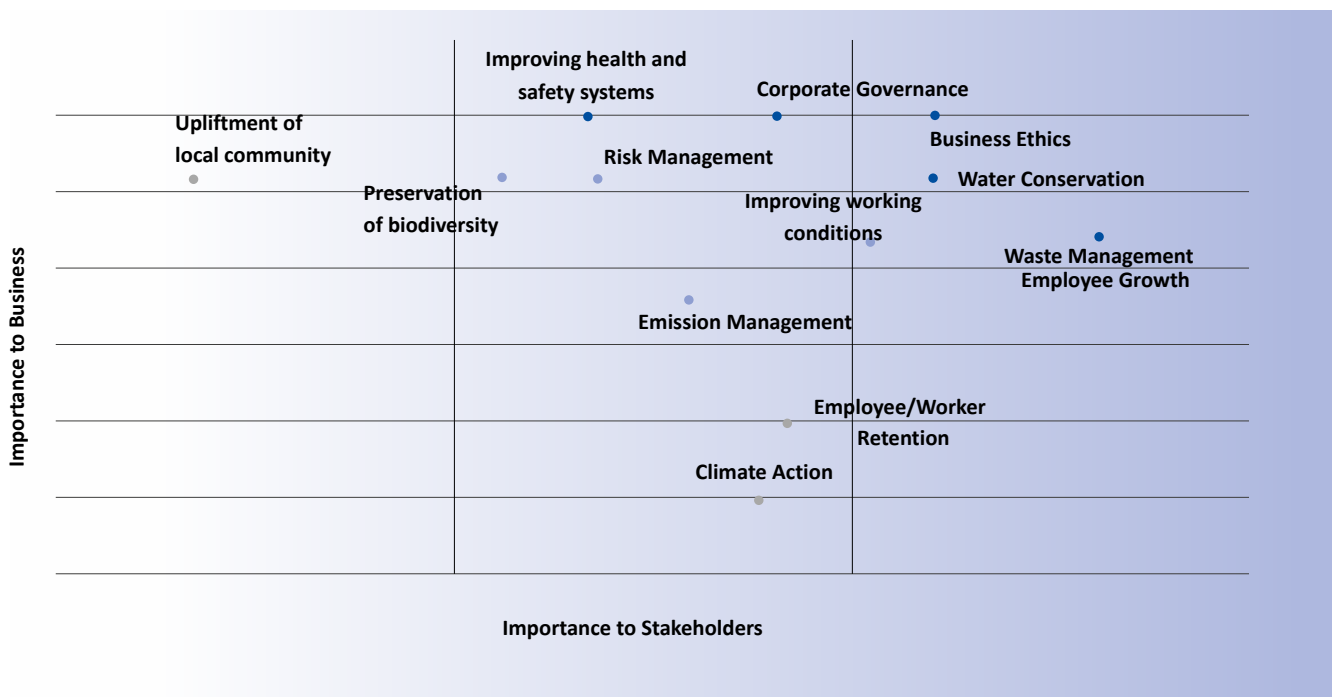 Improving health and
safety systems
Corporate Governance
Upliftment of
local community
Business Ethics
Risk Management
Water Conservation
Preservation
of biodiversity
Improving working
conditions
Waste Management
Employee Growth
Emission Management
Employee/Worker
Retention
Climate Action
Importance to Business
Importance to Stakeholders